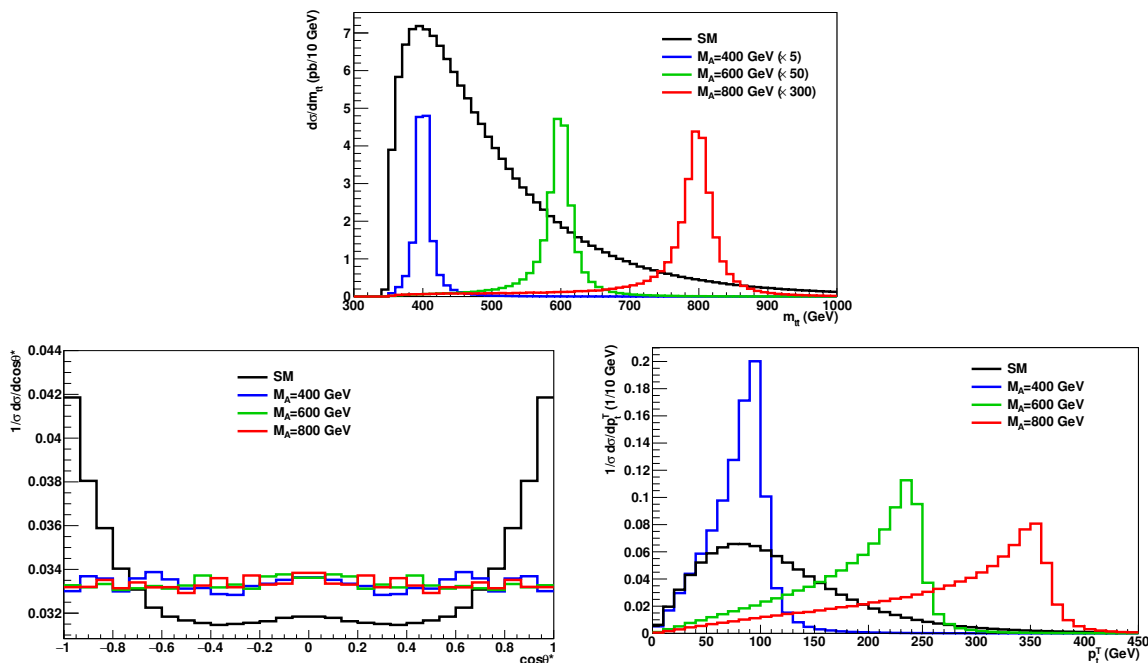 dσ/dm_tt (pb/10 GeV)
7
6
5
4
3
2
1
0
SM
M_A=400 GeV (× 5)
M_A=600 GeV (× 50)
M_A=800 GeV (× 300)
300 400 500 600 700 800 900 1000
m_tt (GeV)
1/σ dσ/dcosθ*
0.044
0.042
0.04
0.038
0.036
0.034
0.032
SM
M_A=400 GeV
M_A=600 GeV
M_A=800 GeV
−1 −0.8 −0.6 −0.4 −0.2 0 0.2 0.4 0.6 0.8 1
cosθ*
1/σ dσ/dp_t^T (1/10 GeV)
0.2
0.18
0.16
0.14
0.12
0.1
0.08
0.06
0.04
0.02
0
SM
M_A=400 GeV
M_A=600 GeV
M_A=800 GeV
0 50 100 150 200 250 300 350 400 450
p_t^T (GeV)